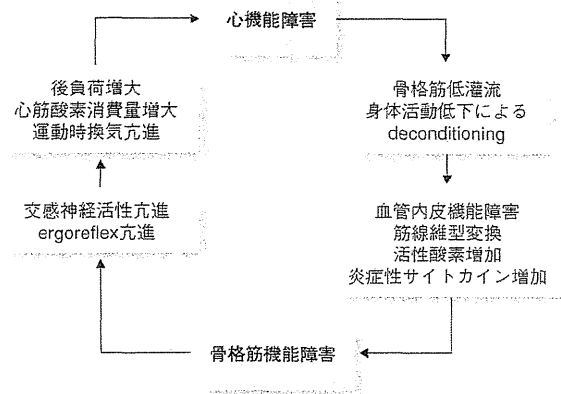 心機能障害
骨格筋低灌流
身体活動低下による
deconditioning
血管内皮機能障害
筋線維型変換
活性酸素増加
炎症性サイトカイン増加
骨格筋機能障害
交感神経活性亢進
ergoreflex亢進
後負荷増大
心筋酸素消費量増大
運動時換気亢進